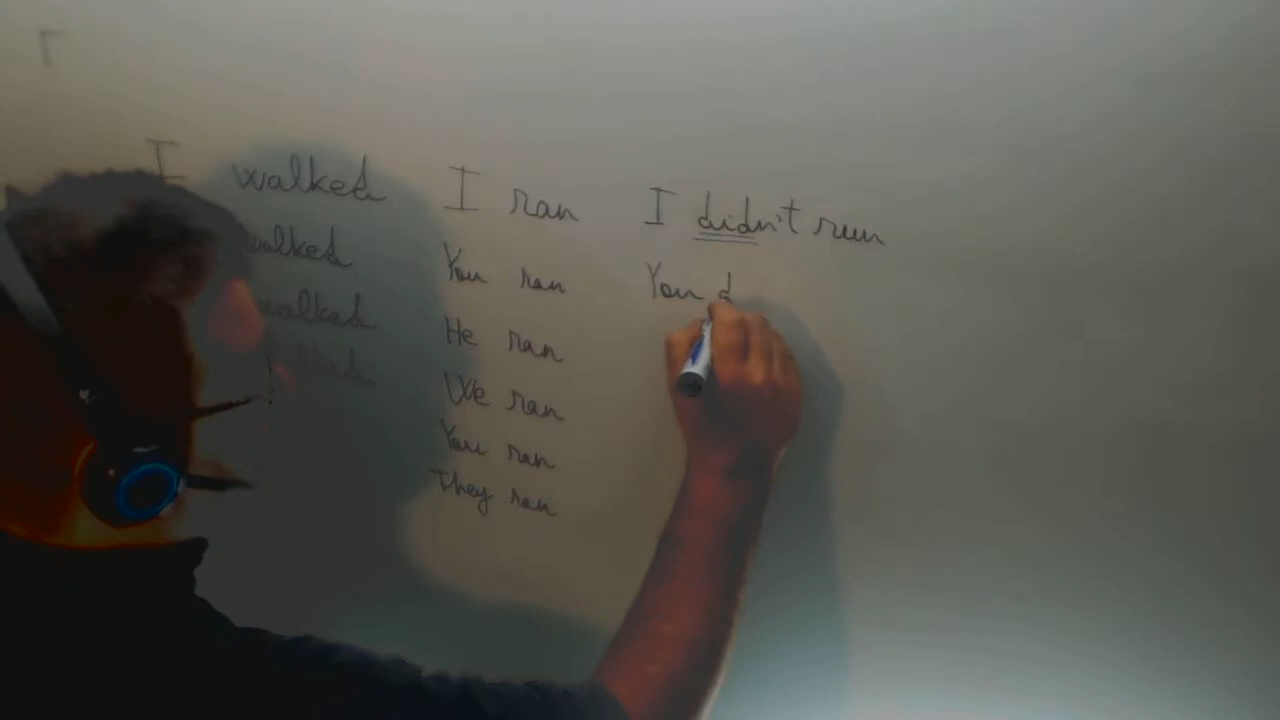 I walked I ran I didn't run
walked You ran You d
walked He ran
We ran
You ran
They ran